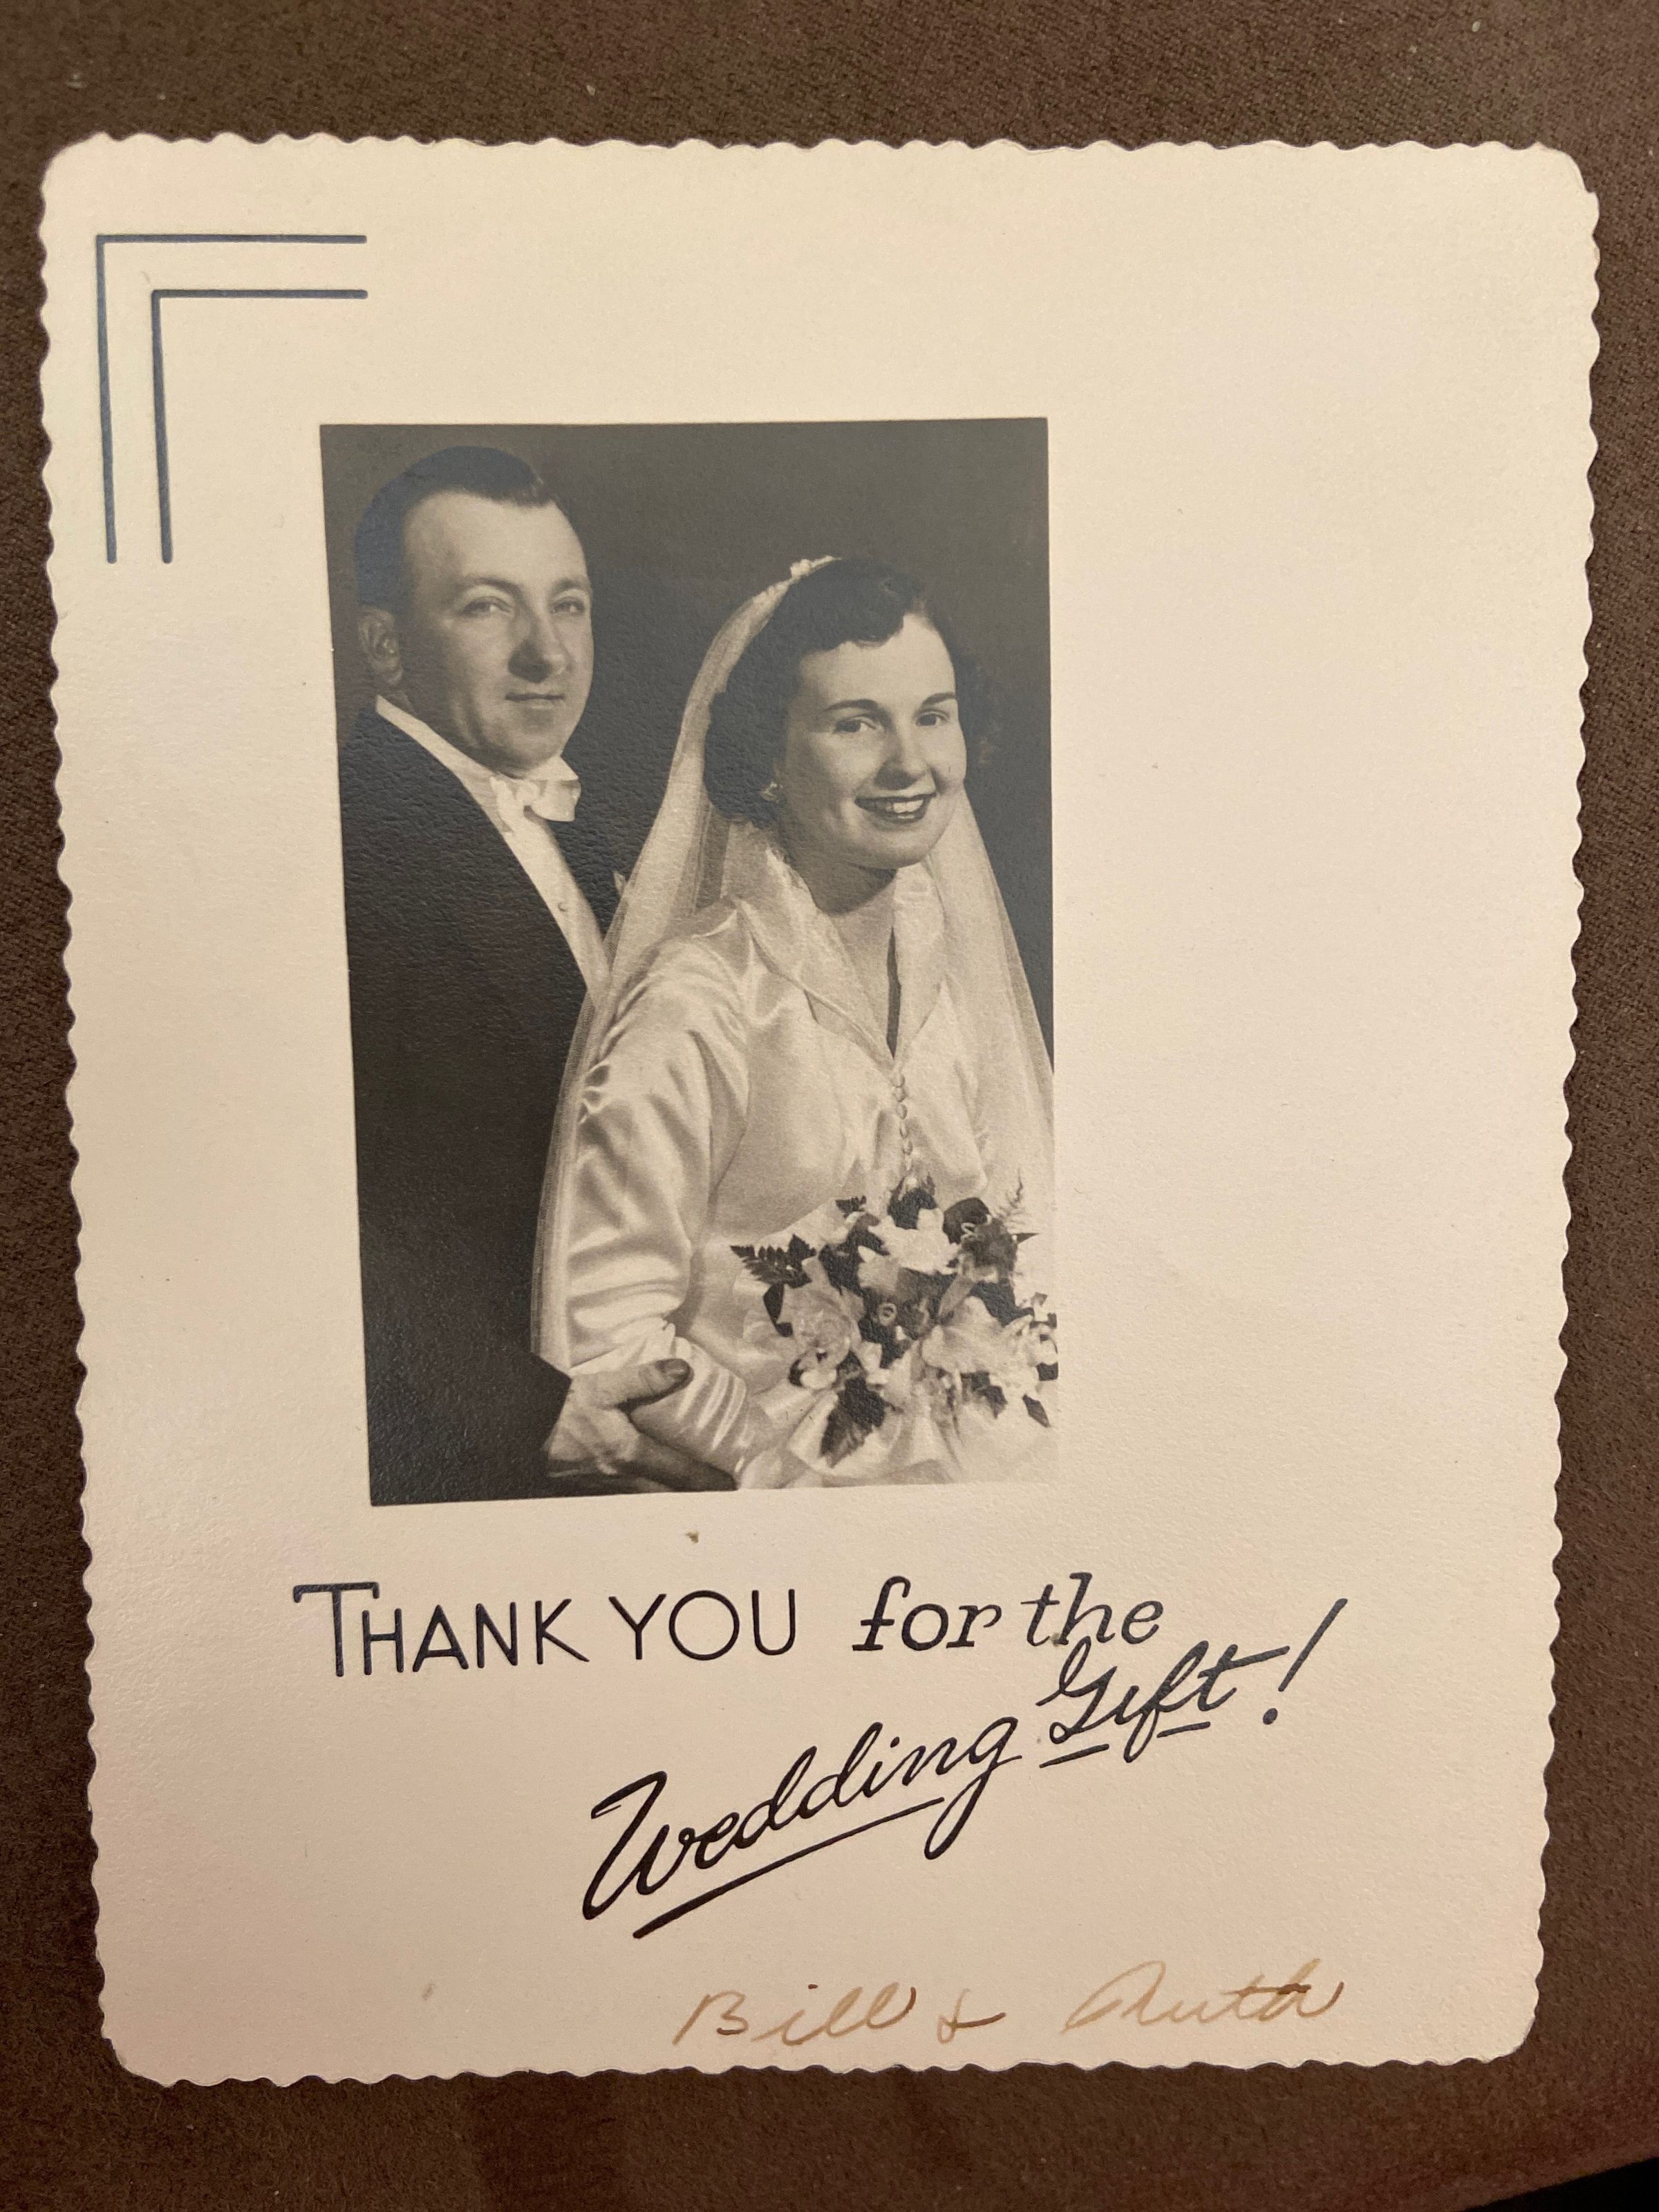 THANK YOU for the
Wedding Gift!
Bill & Ruth